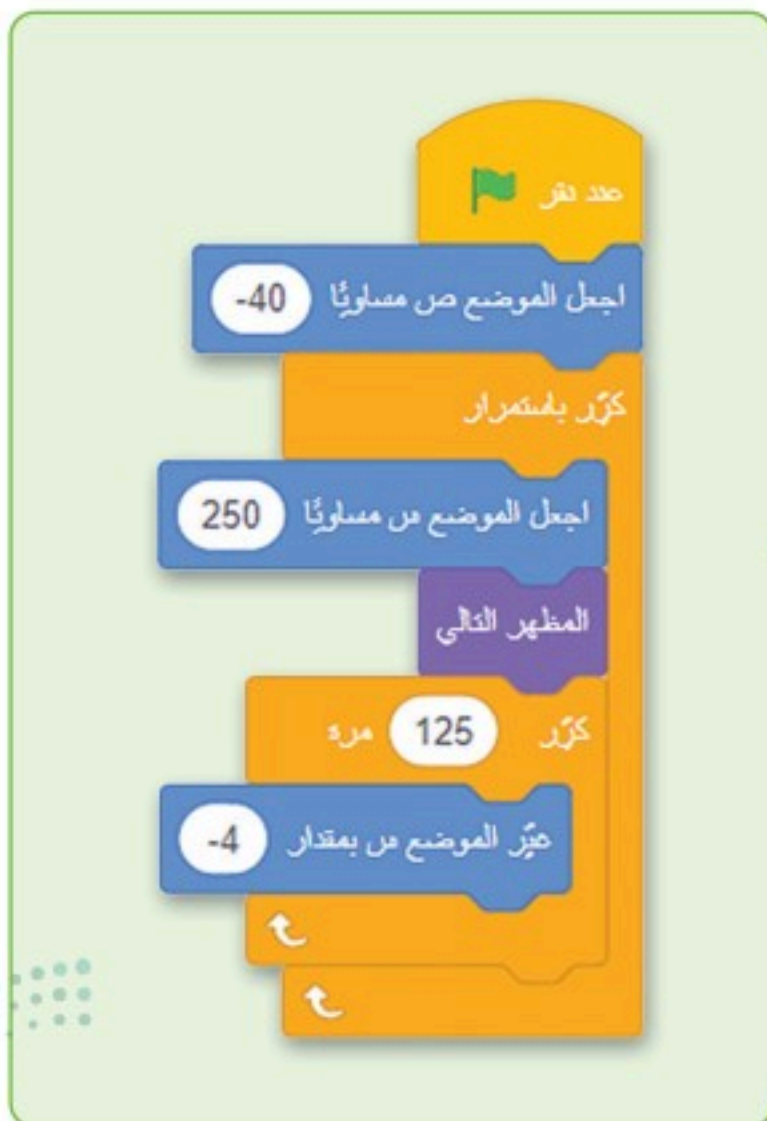 عند نقر
اجعل الموضع ص مساويًا -40
كرّر باستمرار
اجعل الموضع س مساويًا 250
المظهر التالي
كرّر 125 مرة
غيّر الموضع س بمقدار -4